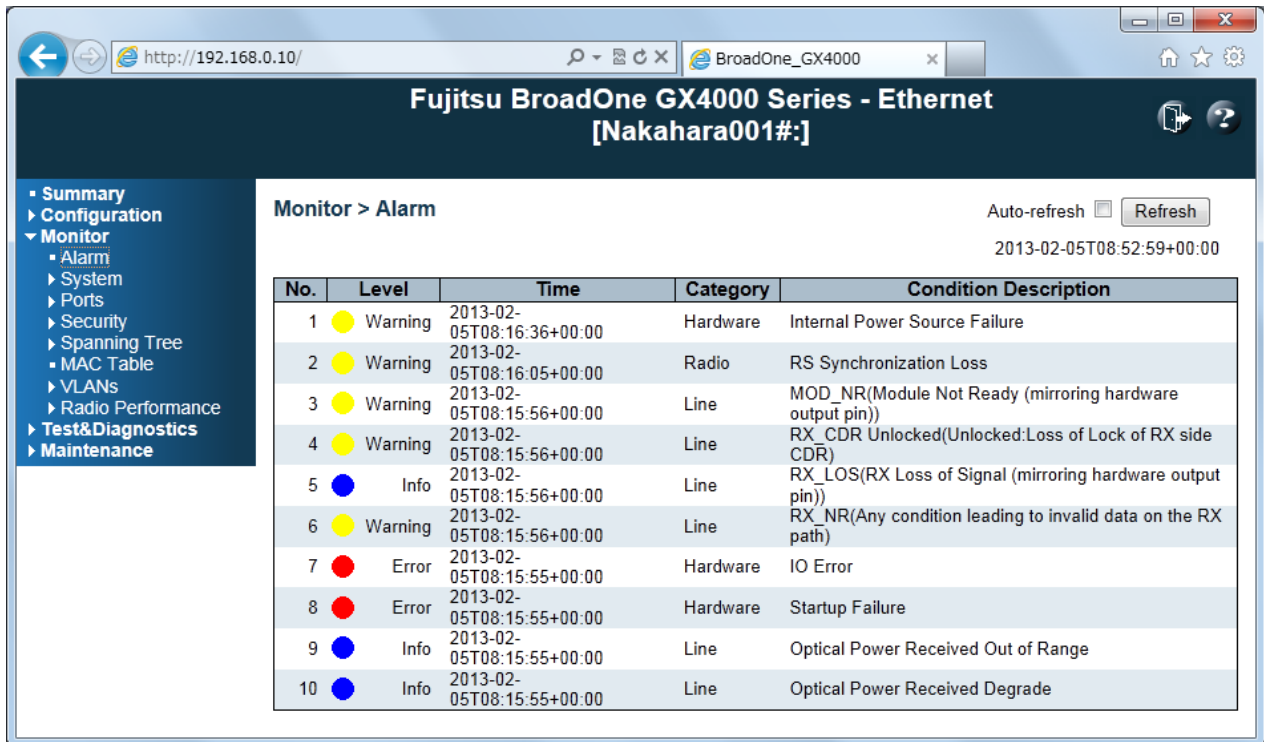 http://192.168.0.10/
BroadOne_GX4000
Fujitsu BroadOne GX4000 Series - Ethernet
[Nakahara001#:]
Summary
Configuration
Monitor
Alarm
System
Ports
Security
Spanning Tree
MAC Table
VLANs
Radio Performance
Test&Diagnostics
Maintenance
Monitor > Alarm
Auto-refresh Refresh
2013-02-05T08:52:59+00:00
No. Level Time Category Condition Description
1 Warning 2013-02-
05T08:16:36+00:00 Hardware Internal Power Source Failure
2 Warning 2013-02-
05T08:16:05+00:00 Radio RS Synchronization Loss
3 Warning 2013-02-
05T08:15:56+00:00 Line MOD_NR(Module Not Ready (mirroring hardware
output pin))
4 Warning 2013-02-
05T08:15:56+00:00 Line RX_CDR Unlocked(Unlocked:Loss of Lock of RX side
CDR)
5 Info 2013-02-
05T08:15:56+00:00 Line RX_LOS(RX Loss of Signal (mirroring hardware output
pin))
6 Warning 2013-02-
05T08:15:56+00:00 Line RX_NR(Any condition leading to invalid data on the RX
path)
7 Error 2013-02-
05T08:15:55+00:00 Hardware IO Error
8 Error 2013-02-
05T08:15:55+00:00 Hardware Startup Failure
9 Info 2013-02-
05T08:15:55+00:00 Line Optical Power Received Out of Range
10 Info 2013-02-
05T08:15:55+00:00 Line Optical Power Received Degrade